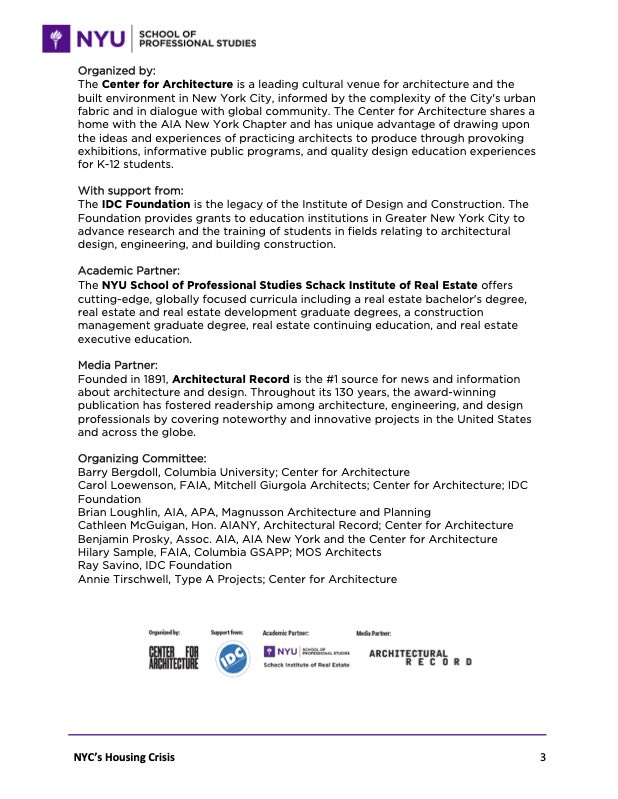 NYU SCHOOL OF
PROFESSIONAL STUDIES
Organized by:
The Center for Architecture is a leading cultural venue for architecture and the
built environment in New York City, informed by the complexity of the City's urban
fabric and in dialogue with global community. The Center for Architecture shares a
home with the AIA New York Chapter and has unique advantage of drawing upon
the ideas and experiences of practicing architects to produce through provoking
exhibitions, informative public programs, and quality design education experiences
for K-12 students.
With support from:
The IDC Foundation is the legacy of the Institute of Design and Construction. The
Foundation provides grants to education institutions in Greater New York City to
advance research and the training of students in fields relating to architectural
design, engineering, and building construction.
Academic Partner:
The NYU School of Professional Studies Schack Institute of Real Estate offers
cutting-edge, globally focused curricula including a real estate bachelor's degree,
real estate and real estate development graduate degrees, a construction
management graduate degree, real estate continuing education, and real estate
executive education.
Media Partner:
Founded in 1891, Architectural Record is the #1 source for news and information
about architecture and design. Throughout its 130 years, the award-winning
publication has fostered readership among architecture, engineering, and design
professionals by covering noteworthy and innovative projects in the United States
and across the globe.
Organizing Committee:
Barry Bergdoll, Columbia University; Center for Architecture
Carol Loewenson, FAIA, Mitchell Giurgola Architects; Center for Architecture; IDC
Foundation
Brian Loughlin, AIA, APA, Magnusson Architecture and Planning
Cathleen McGuigan, Hon. AIANY, Architectural Record; Center for Architecture
Benjamin Prosky, Assoc. AIA, AIA New York and the Center for Architecture
Hilary Sample, FAIA, Columbia GSAPP; MOS Architects
Ray Savino, IDC Foundation
Annie Tirschwell, Type A Projects; Center for Architecture
Organized by: Support from: Academic Partner: Media Partner:
CENTER FOR
ARCHITECTURE
IDC
NYU SCHOOL OF
PROFESSIONAL STUDIES
Schack Institute of Real Estate
ARCHITECTURAL
RECORD
NYC's Housing Crisis 3